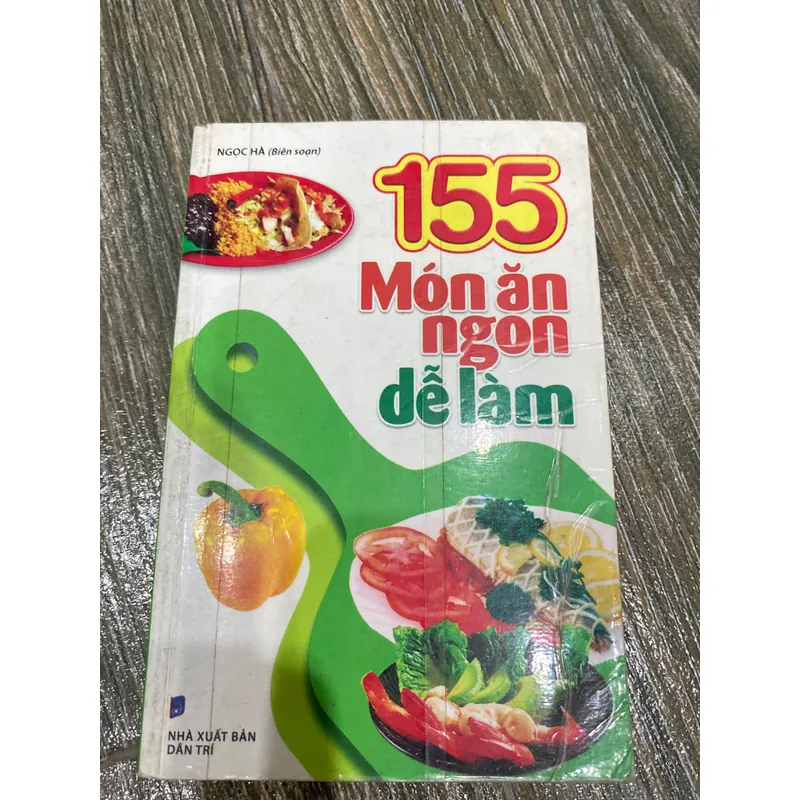 NGỌC HÀ (Biên soạn)
155
Món ăn
ngon
dễ làm
NHÀ XUẤT BẢN
DÂN TRÍ